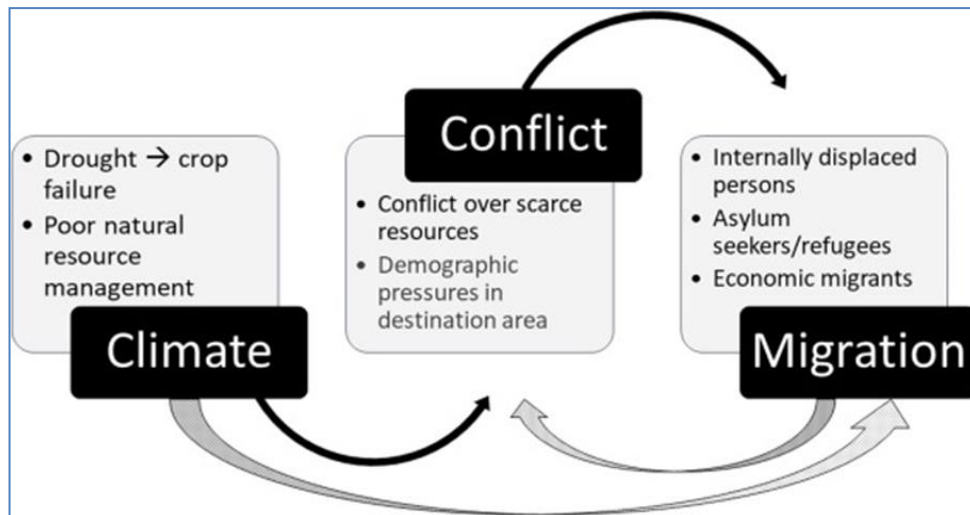 • Drought → crop
failure
• Poor natural
resource
management
Climate
Conflict
• Conflict over scarce
resources
• Demographic
pressures in
destination area
• Internally displaced
persons
• Asylum
seekers/refugees
• Economic migrants
Migration